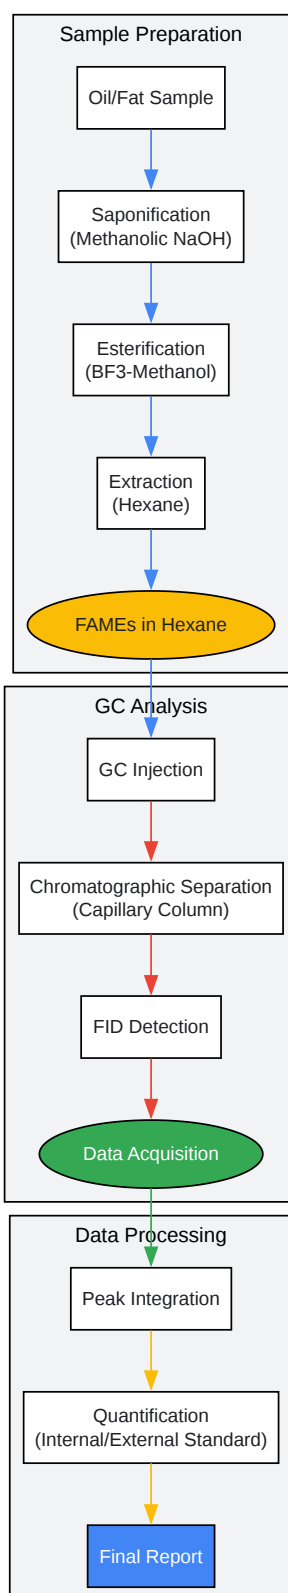 Sample Preparation
Oil/Fat Sample
Saponification
(Methanolic NaOH)
Esterification
(BF3-Methanol)
Extraction
(Hexane)
FAMEs in Hexane
GC Analysis
GC Injection
Chromatographic Separation
(Capillary Column)
FID Detection
Data Acquisition
Data Processing
Peak Integration
Quantification
(Internal/External Standard)
Final Report